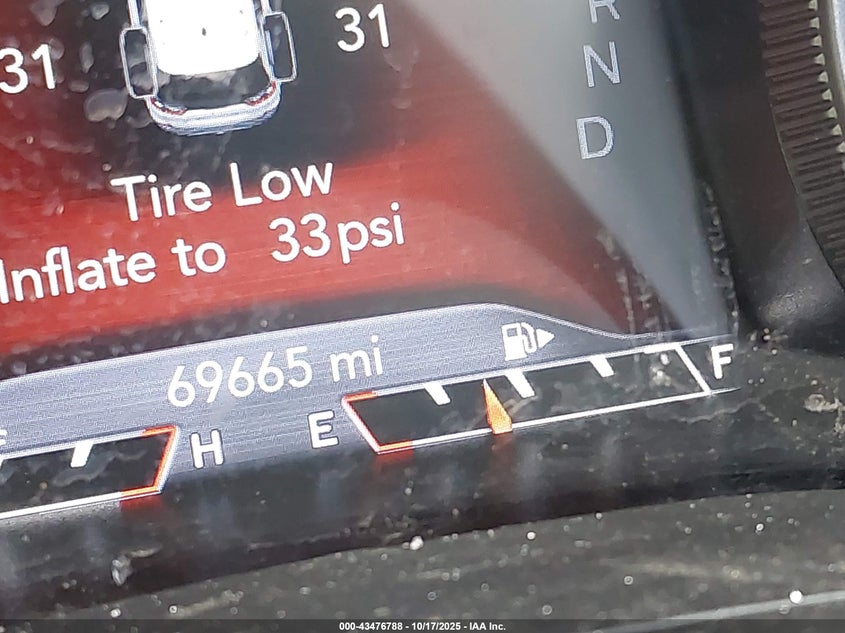 31 31
R
N
D
Tire Low
Inflate to 33psi
69665 mi
H E F
000-43476788 - 10/17/2025 - IAA Inc.